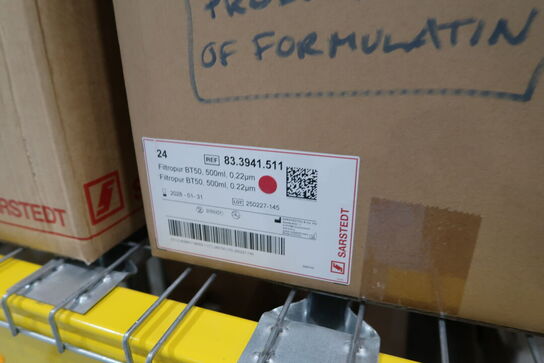 OF FORMULATIN
24
REF 83.3941.511
Filtropur BT50, 500ml, 0.22µm
Filtropur BT50, 500ml, 0.22µm
2028 - 01 - 31
LOT 250227-145
SARSTEDT
SARSTEDT